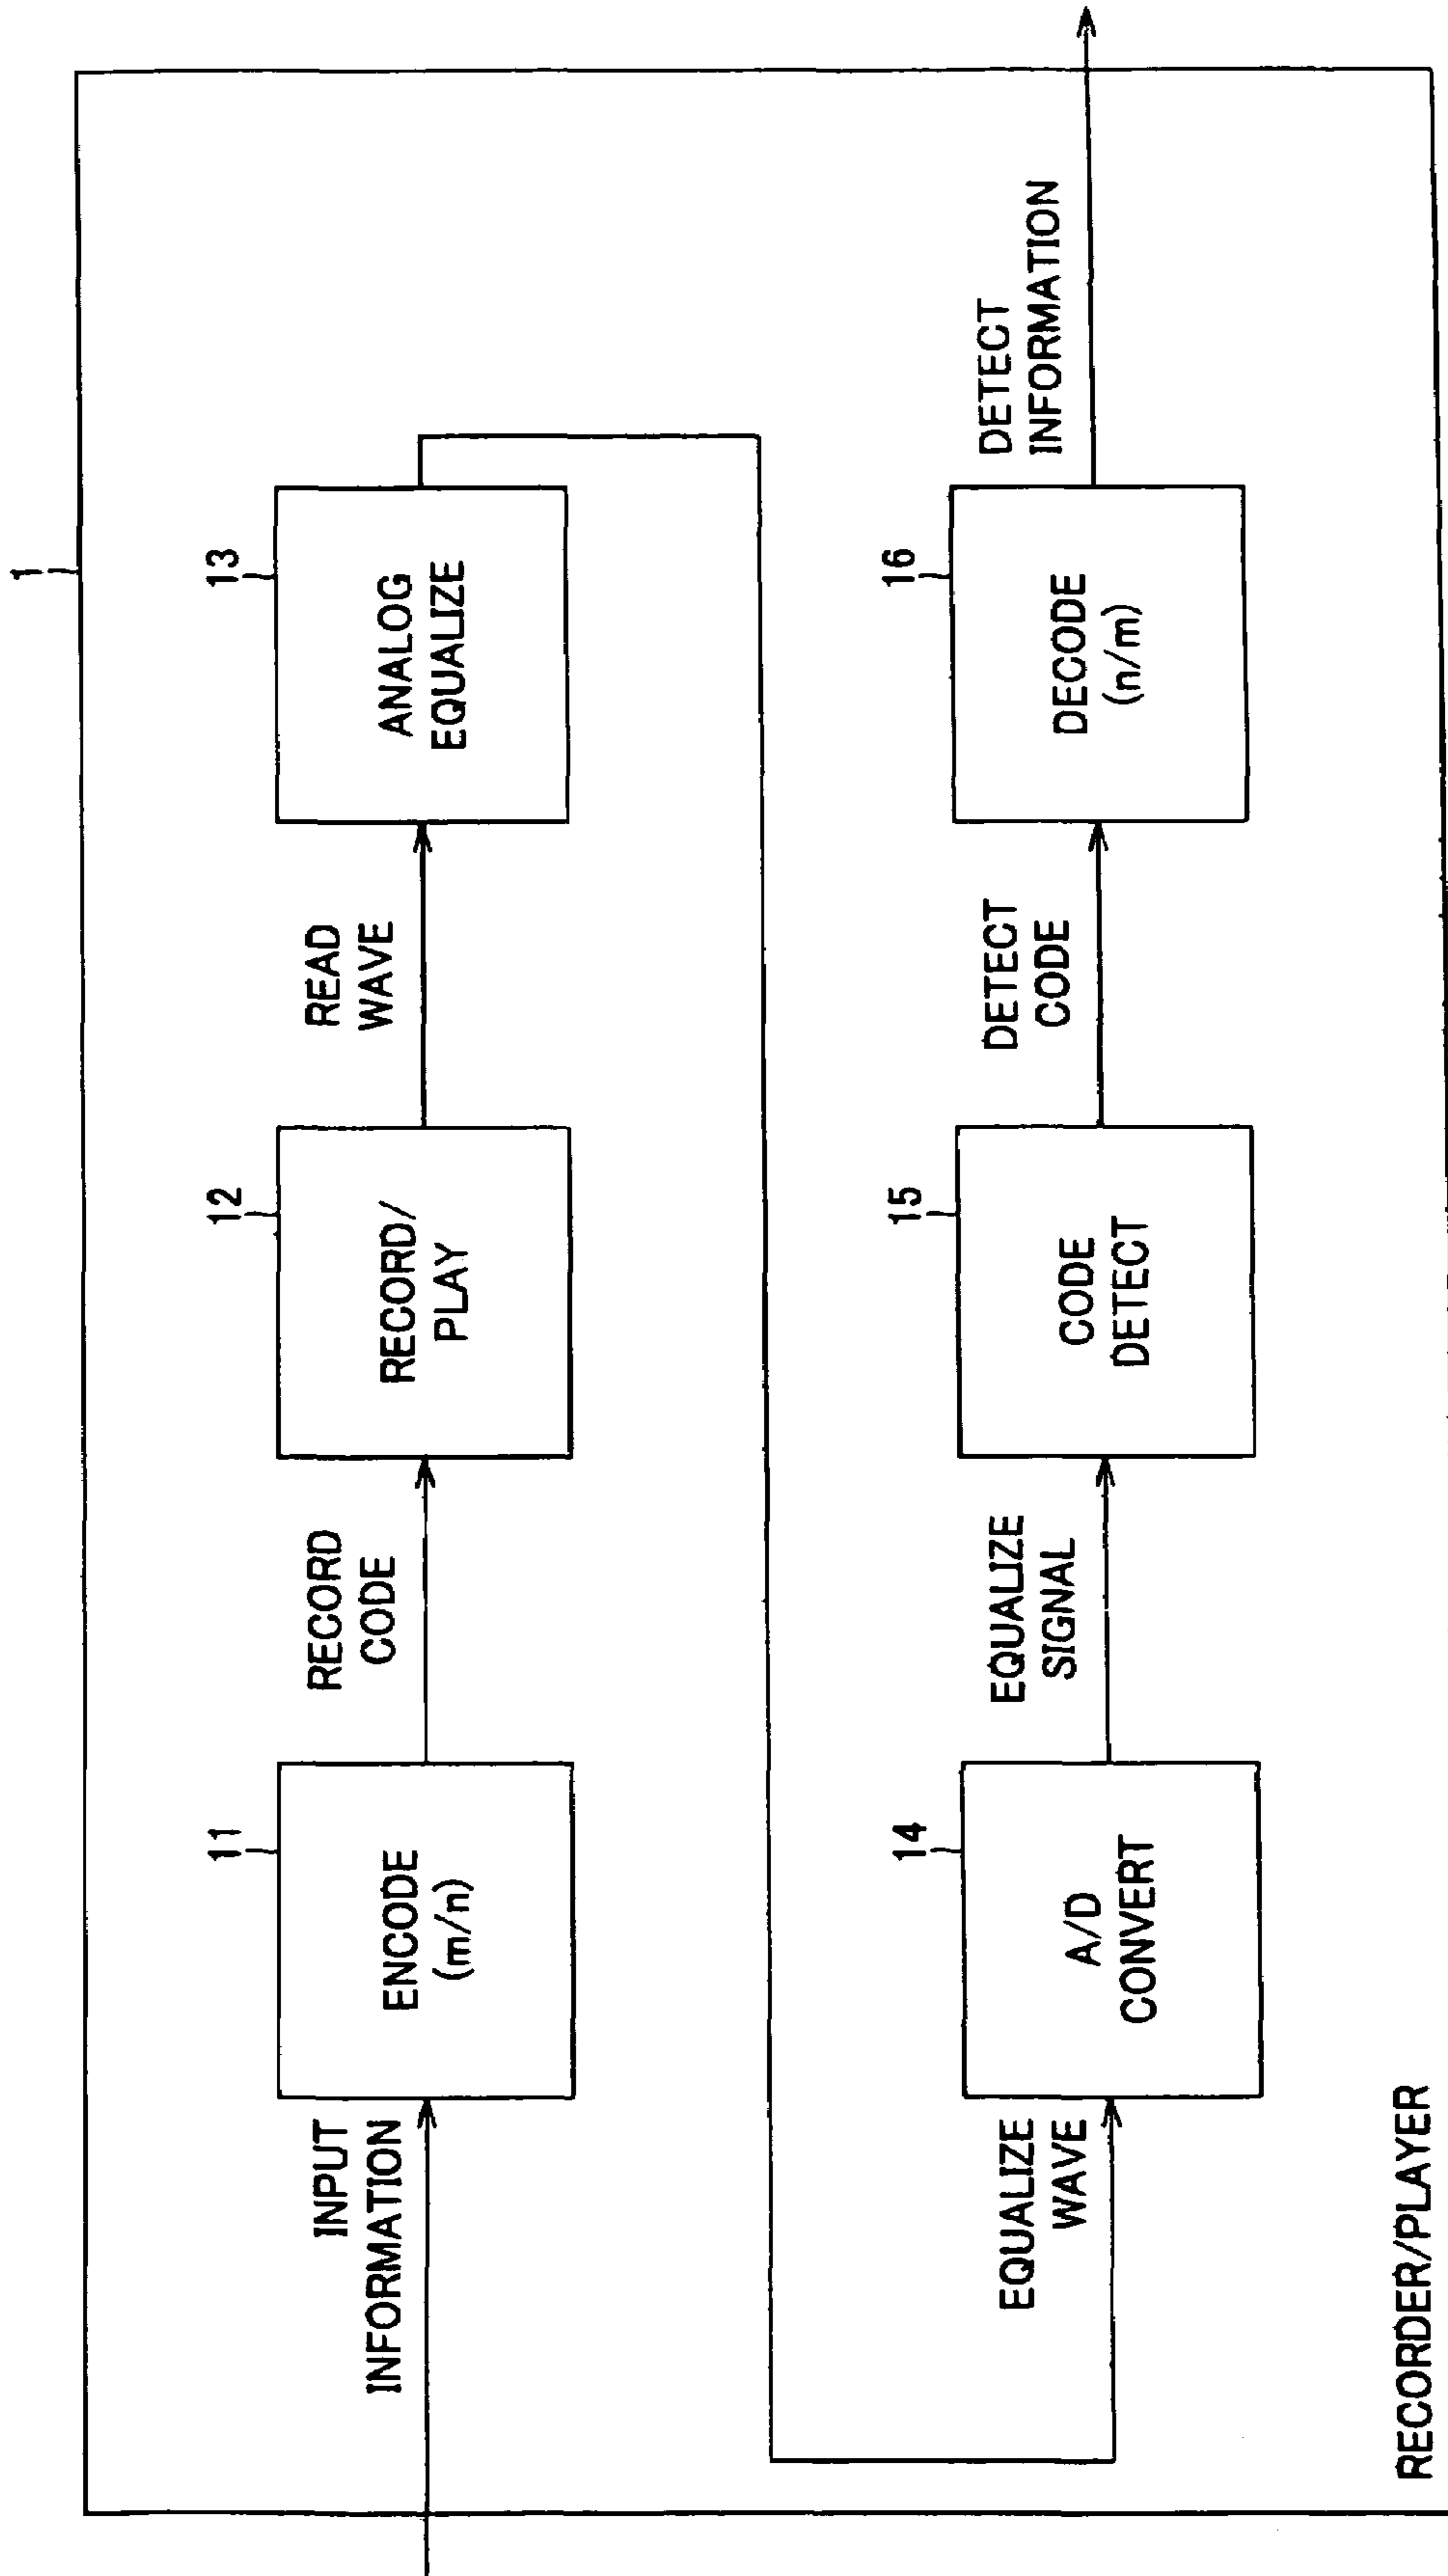 1
INPUT
INFORMATION
11
ENCODE
(m/n)
RECORD
CODE
12
RECORD/
PLAY
READ
WAVE
13
ANALOG
EQUALIZE
EQUALIZE
WAVE
14
A/D
CONVERT
EQUALIZE
SIGNAL
15
CODE
DETECT
DETECT
CODE
16
DECODE
(n/m)
DETECT
INFORMATION
RECORDER/PLAYER